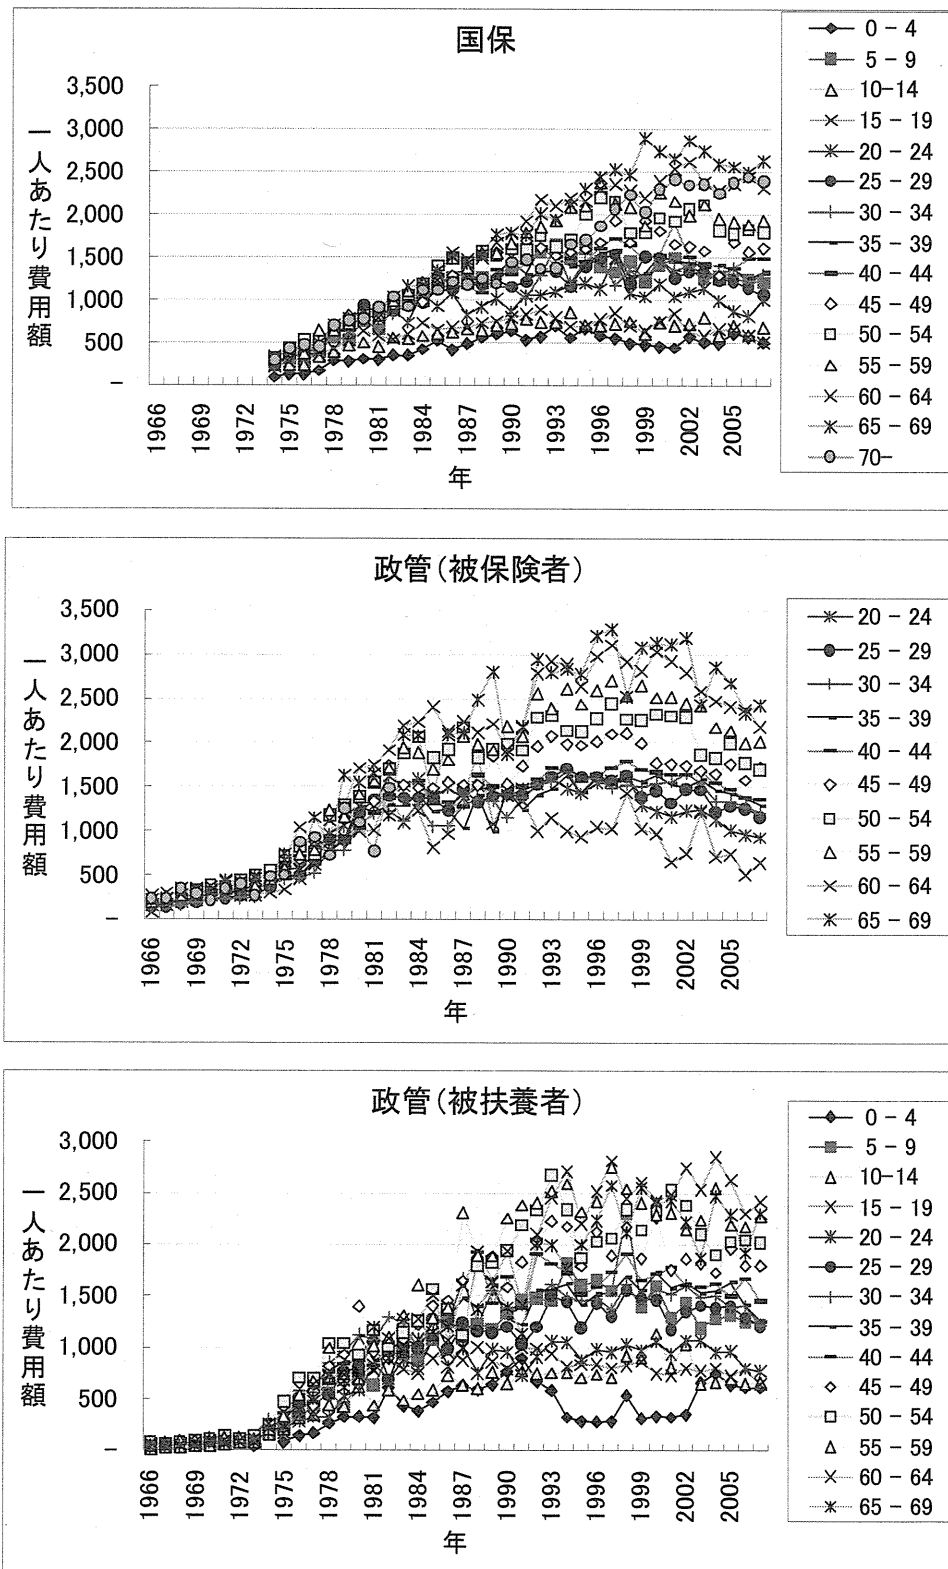 国保
一人あたり費用額
3,500
3,000
2,500
2,000
1,500
1,000
500
–
1966
1969
1972
1975
1978
1981
1984
1987
1990
1993
1996
1999
2002
2005
年
0 – 4
5 – 9
10–14
15 – 19
20 – 24
25 – 29
30 – 34
35 – 39
40 – 44
45 – 49
50 – 54
55 – 59
60 – 64
65 – 69
70–
政管(被保険者)
一人あたり費用額
3,500
3,000
2,500
2,000
1,500
1,000
500
–
1966
1969
1972
1975
1978
1981
1984
1987
1990
1993
1996
1999
2002
2005
年
20 – 24
25 – 29
30 – 34
35 – 39
40 – 44
45 – 49
50 – 54
55 – 59
60 – 64
65 – 69
政管(被扶養者)
一人あたり費用額
3,000
2,500
2,000
1,500
1,000
500
–
1966
1969
1972
1975
1978
1981
1984
1987
1990
1993
1996
1999
2002
2005
年
0 – 4
5 – 9
10–14
15 – 19
20 – 24
25 – 29
30 – 34
35 – 39
40 – 44
45 – 49
50 – 54
55 – 59
60 – 64
65 – 69